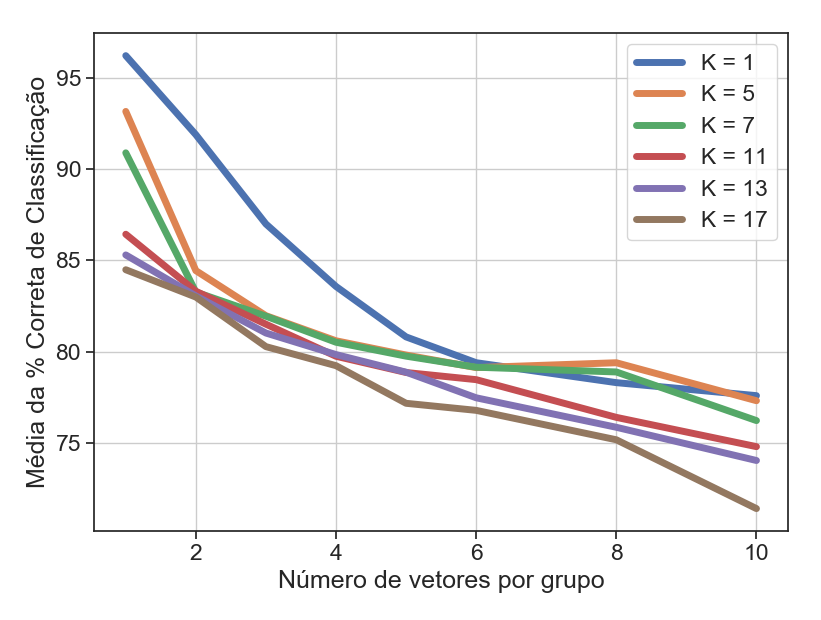 Média da % Correta de Classificação
95
90
85
80
75
K = 1
K = 5
K = 7
K = 11
K = 13
K = 17
2 4 6 8 10
Número de vetores por grupo